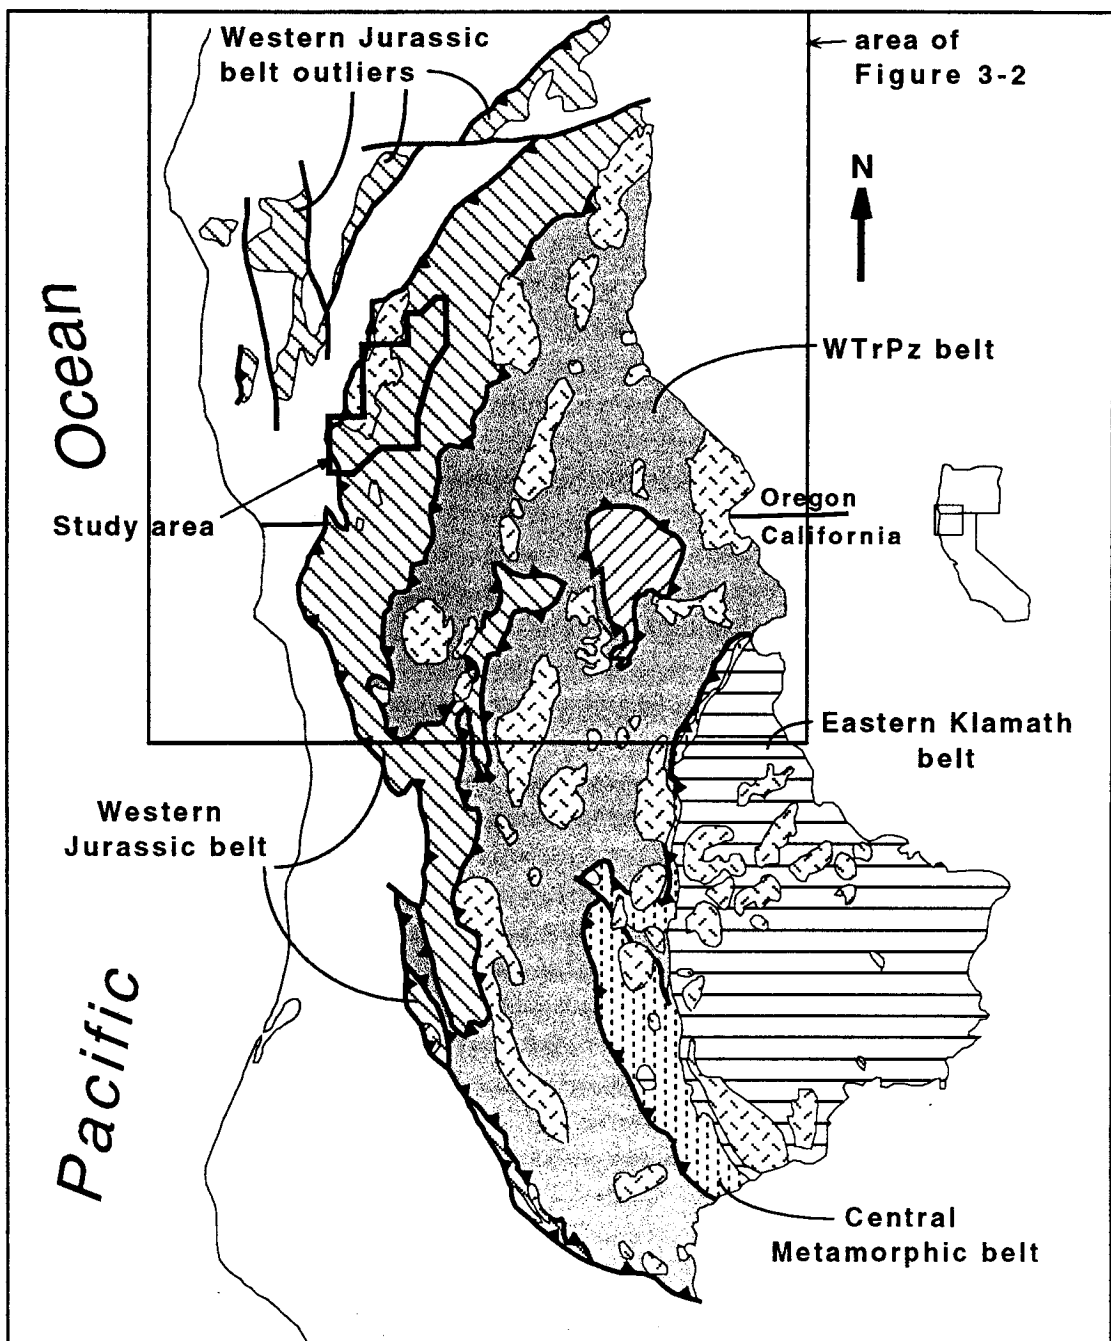 Western Jurassic
belt outliers
area of
Figure 3-2
N
WTrPz belt
Ocean
Oregon
California
Study area
Eastern Klamath
belt
Western
Jurassic belt
Pacific
Central
Metamorphic belt